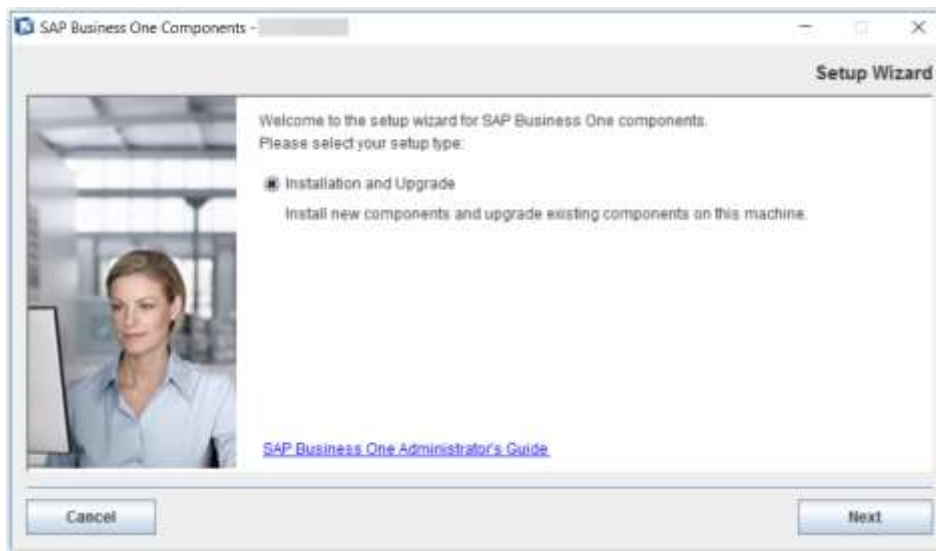 SAP Business One Components -
Setup Wizard
Welcome to the setup wizard for SAP Business One components.
Please select your setup type:
Installation and Upgrade
Install new components and upgrade existing components on this machine.
SAP Business One Administrator's Guide
Cancel
Next